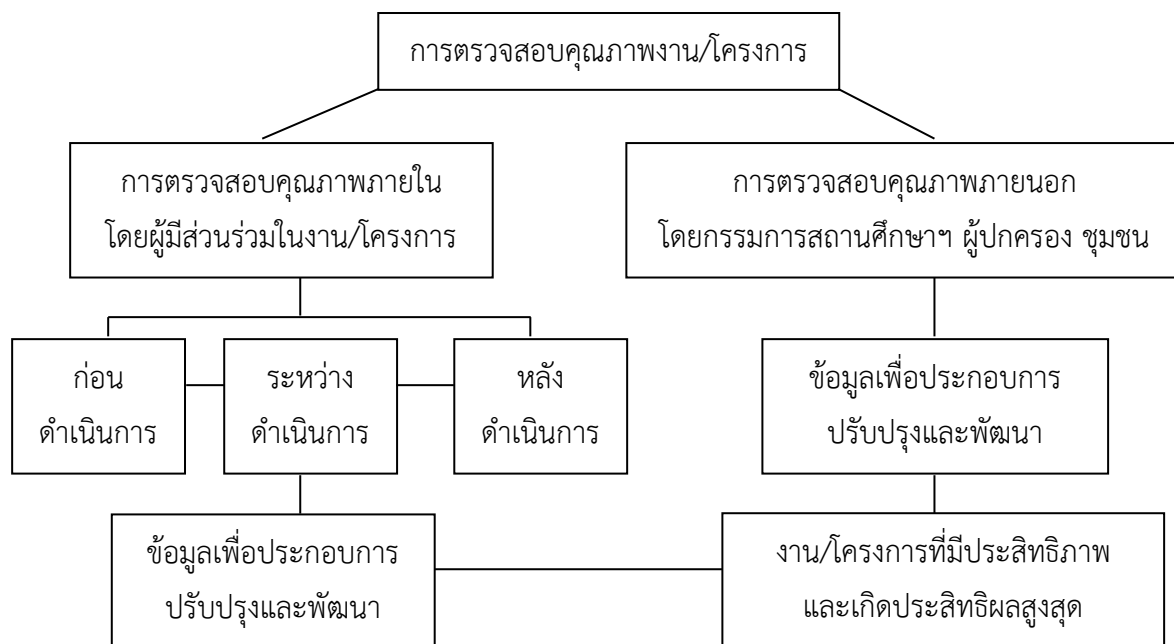 การตรวจสอบคุณภาพงาน/โครงการ
การตรวจสอบคุณภาพภายใน
โดยผู้มีส่วนร่วมในงาน/โครงการ
การตรวจสอบคุณภาพภายนอก
โดยกรรมการสถานศึกษาฯ ผู้ปกครอง ชุมชน
ก่อน
ดำเนินการ
ระหว่าง
ดำเนินการ
หลัง
ดำเนินการ
ข้อมูลเพื่อประกอบการ
ปรับปรุงและพัฒนา
ข้อมูลเพื่อประกอบการ
ปรับปรุงและพัฒนา
งาน/โครงการที่มีประสิทธิภาพ
และเกิดประสิทธิผลสูงสุด